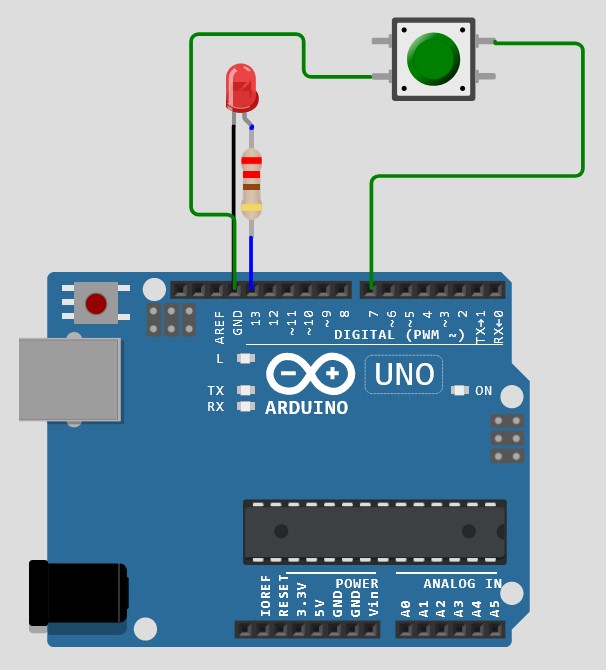 AREF
GND
13
12
~11
~10
~9
8
7
~6
~5
4
~3
2
TX→1
RX←0
DIGITAL (PWM ~)
L
TX
RX
ARDUINO
UNO
ON
IOREF
RESET
3.3V
5V
GND
GND
Vin
POWER
ANALOG IN
A0
A1
A2
A3
A4
A5